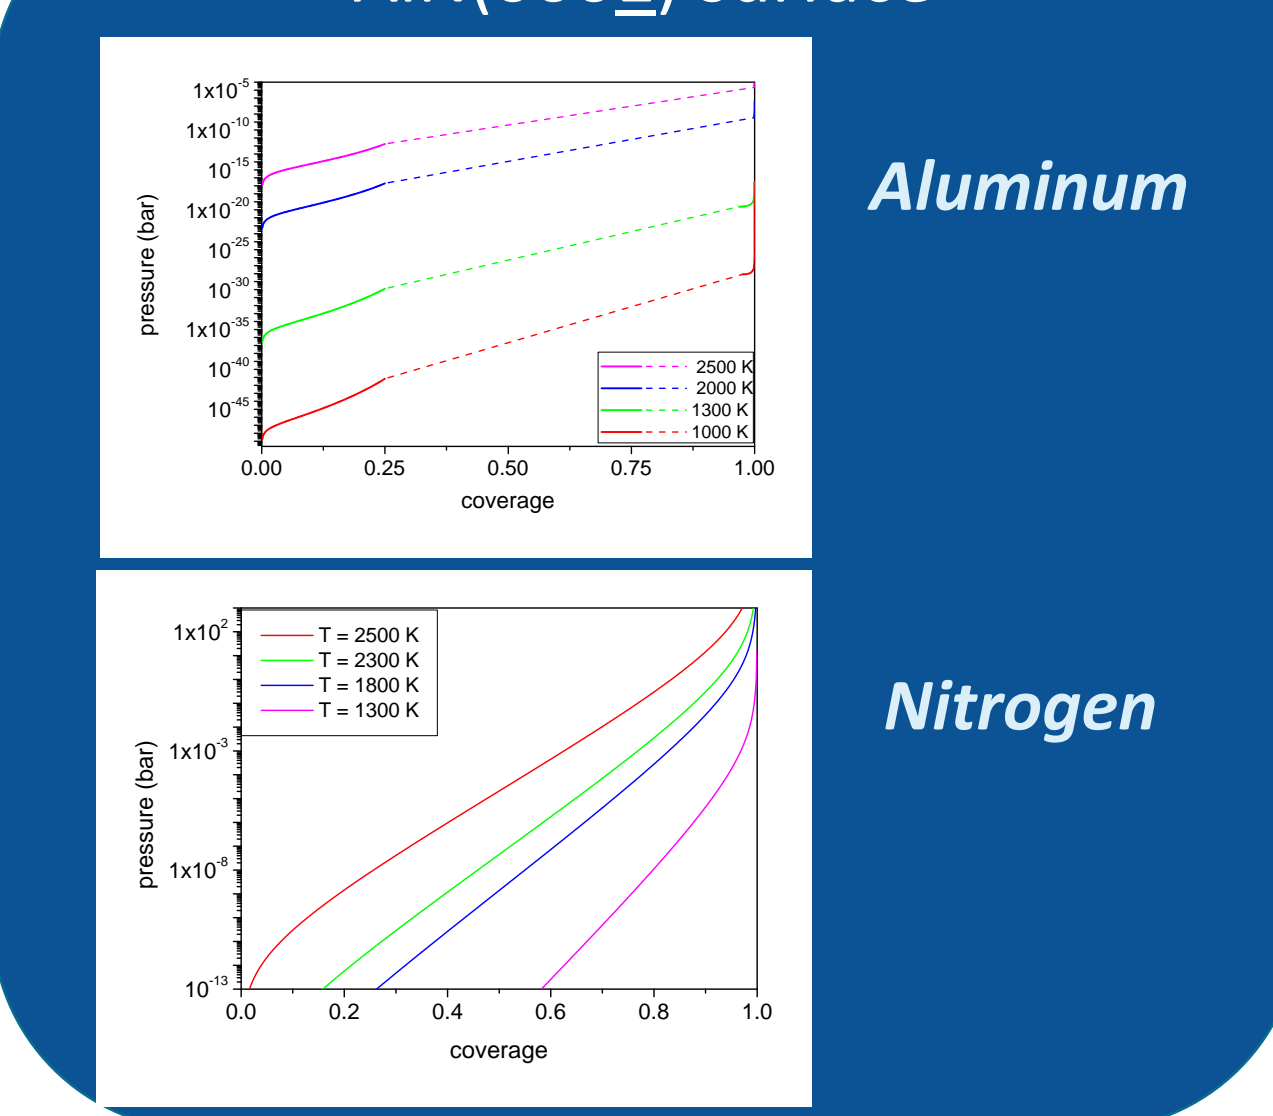 1x10^-5
1x10^-10
10^-15
1x10^-20
10^-25
10^-30
1x10^-35
10^-40
10^-45
pressure (bar)
2500 K
2000 K
1300 K
1000 K
0.00 0.25 0.50 0.75 1.00
coverage
Aluminum
T = 2500 K
T = 2300 K
T = 1800 K
T = 1300 K
1x10^2
1x10^-3
1x10^-8
10^-13
pressure (bar)
0.0 0.2 0.4 0.6 0.8 1.0
coverage
Nitrogen